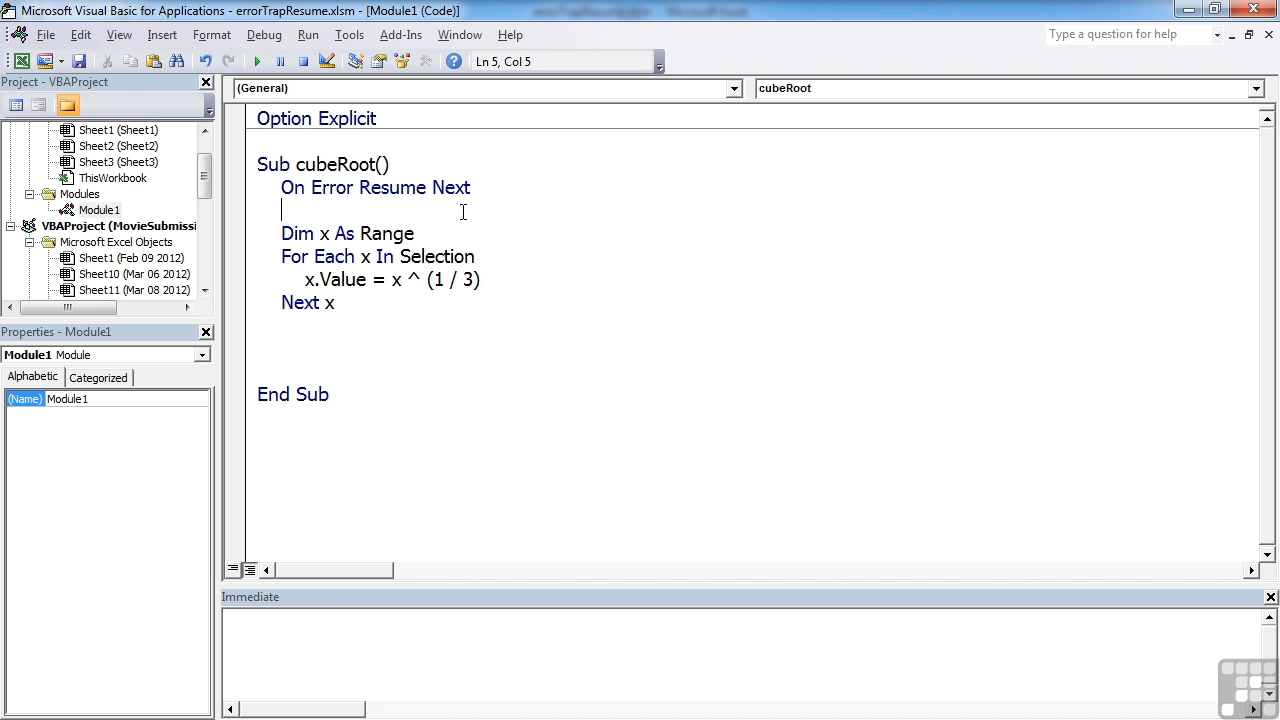 Microsoft Visual Basic for Applications - errorTrapResume.xlsm - [Module1 (Code)]
File Edit View Insert Format Debug Run Tools Add-Ins Window Help
Type a question for help
Ln 5, Col 5
Project - VBAProject
Sheet1 (Sheet1)
Sheet2 (Sheet2)
Sheet3 (Sheet3)
ThisWorkbook
Modules
Module1
VBAProject (MovieSubmissi
Microsoft Excel Objects
Sheet1 (Feb 09 2012)
Sheet10 (Mar 06 2012)
Sheet11 (Mar 08 2012)
Properties - Module1
Module1 Module
Alphabetic Categorized
(Name) Module1
(General) cubeRoot
Option Explicit
Sub cubeRoot()
On Error Resume Next
Dim x As Range
For Each x In Selection
x.Value = x ^ (1 / 3)
Next x
End Sub
Immediate